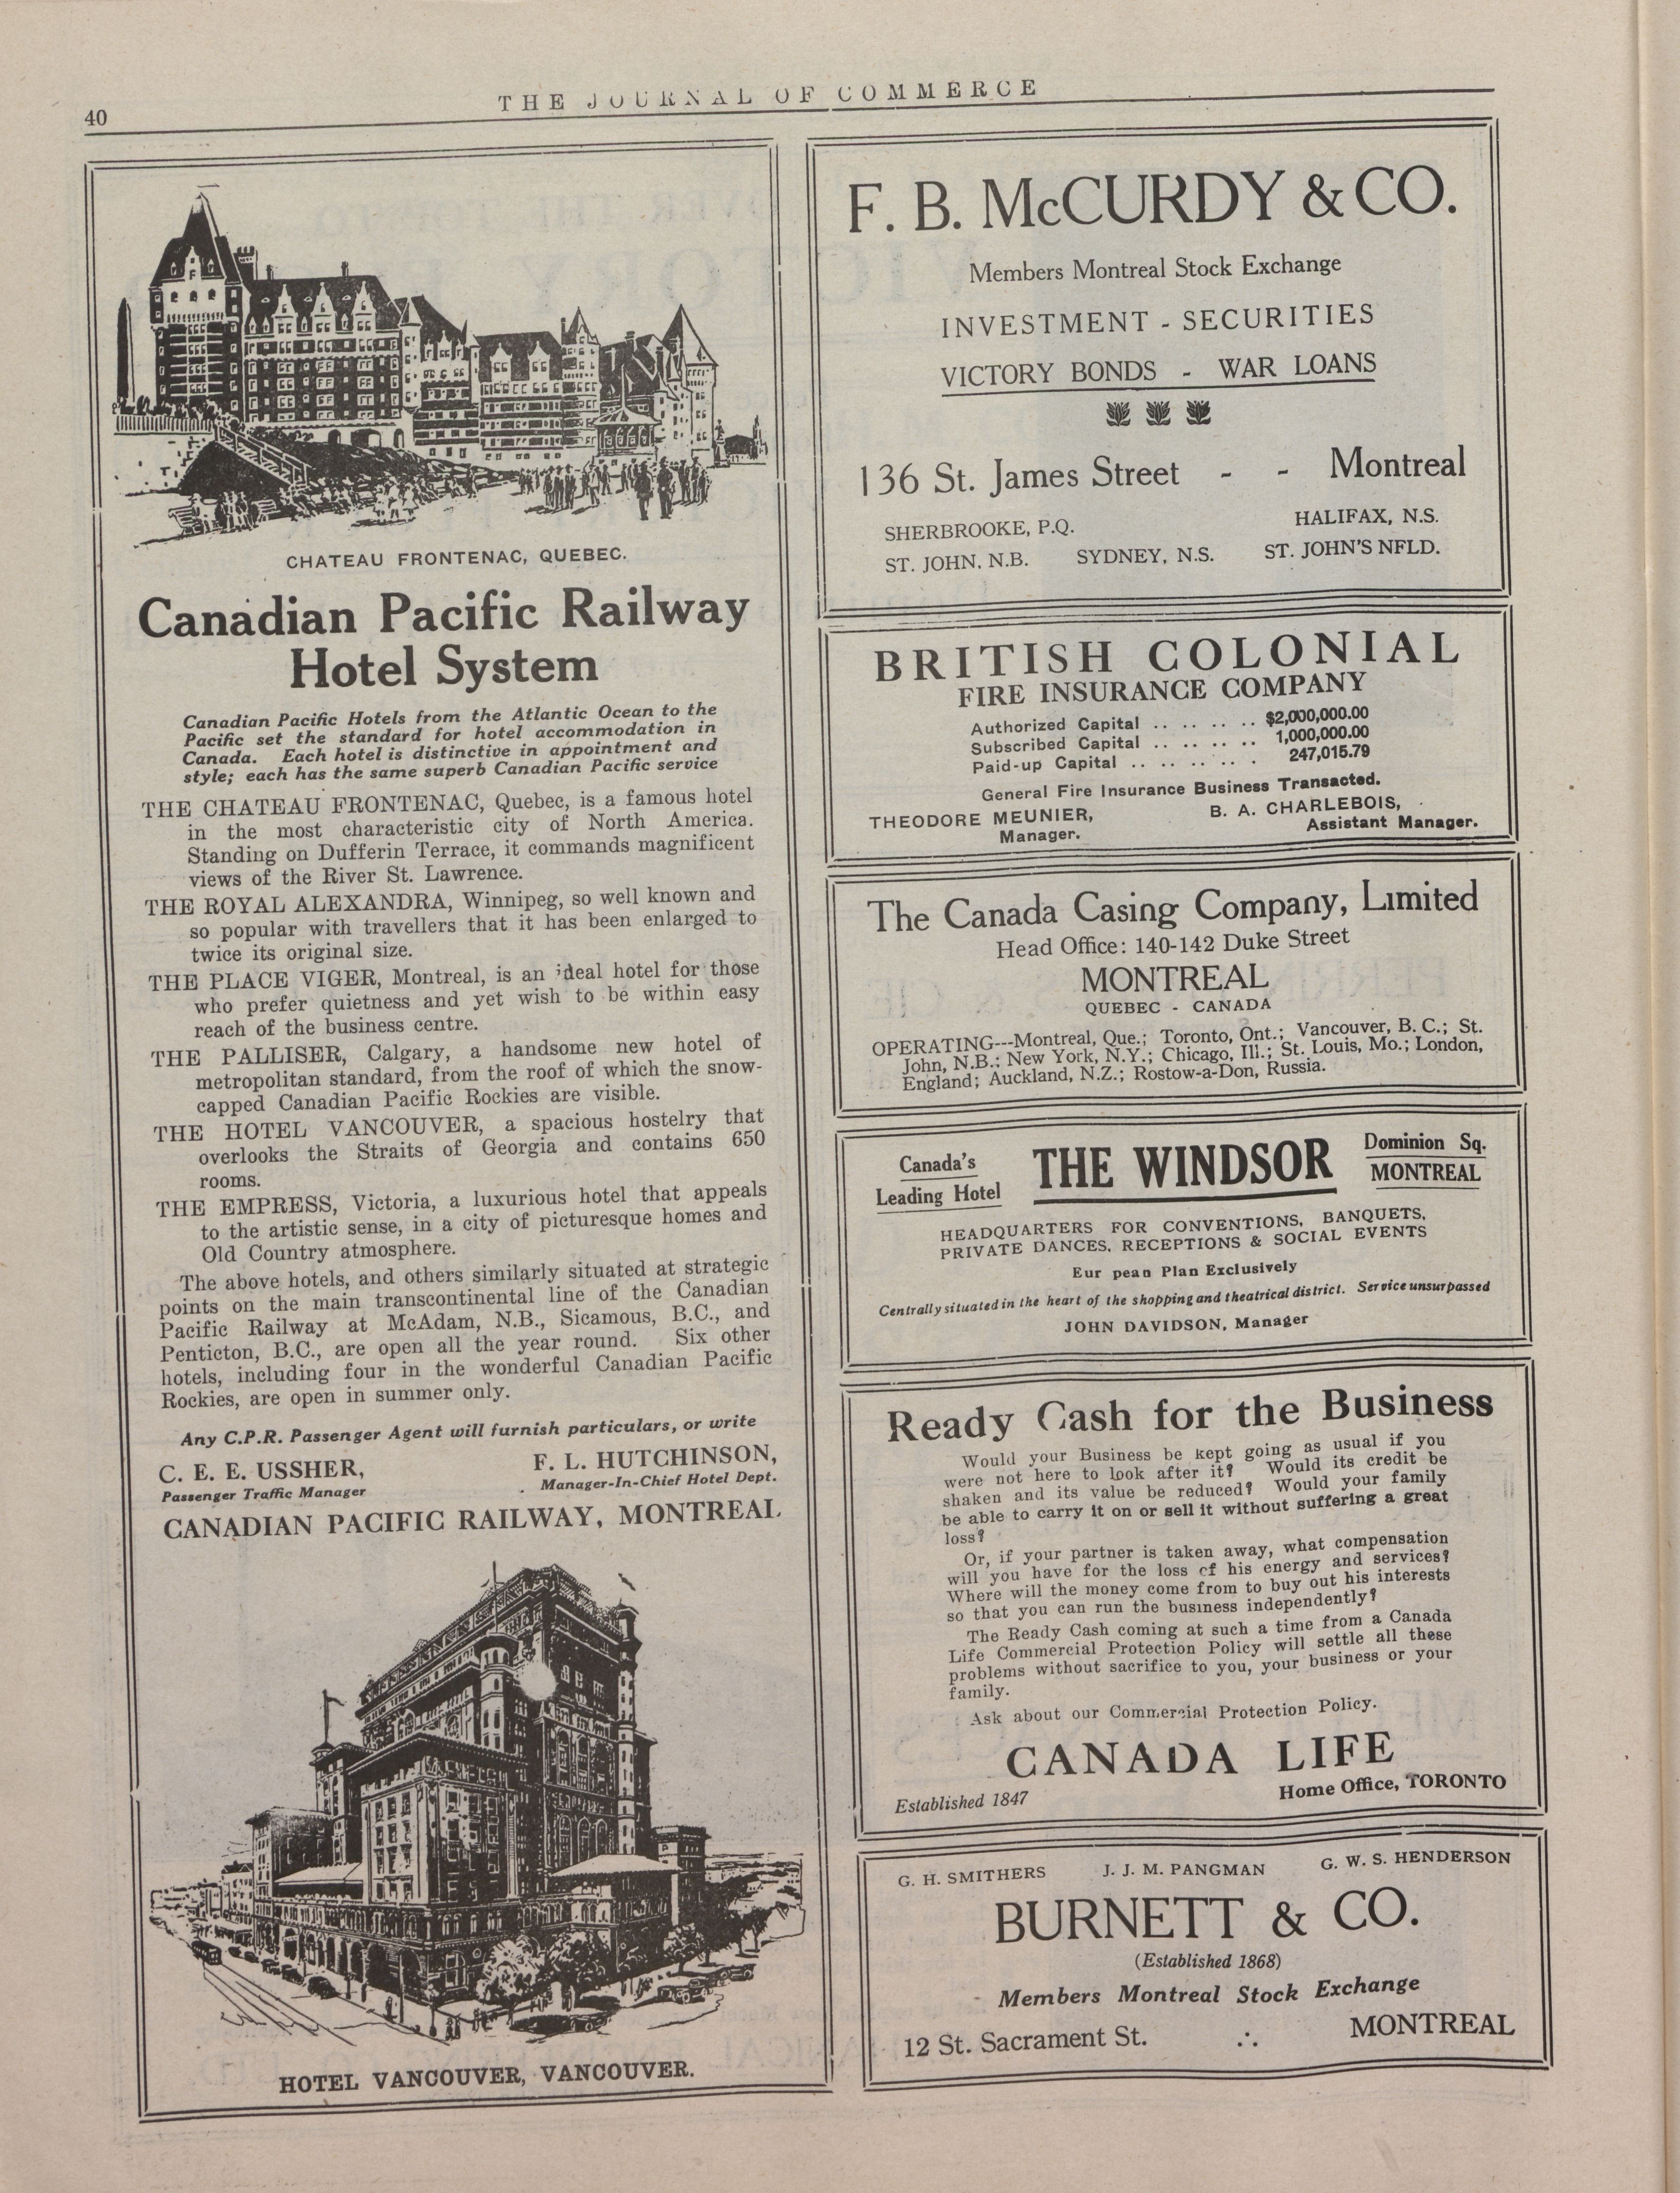 40
THE JOURNAL OF COMMERCE
CHATEAU FRONTENAC, QUEBEC.
Canadian Pacific Railway
Hotel System
Canadian Pacific Hotels from the Atlantic Ocean to the
Pacific set the standard for hotel accommodation in
Canada. Each hotel is distinctive in appointment and
style; each has the same superb Canadian Pacific service
THE CHATEAU FRONTENAC, Quebec, is a famous hotel
in the most characteristic city of North America.
Standing on Dufferin Terrace, it commands magnificent
views of the River St. Lawrence.
THE ROYAL ALEXANDRA, Winnipeg, so well known and
so popular with travellers that it has been enlarged to
twice its original size.
THE PLACE VIGER, Montreal, is an ideal hotel for those
who prefer quietness and yet wish to be within easy
reach of the business centre.
THE PALLISER, Calgary, a handsome new hotel of
metropolitan standard, from the roof of which the snow-
capped Canadian Pacific Rockies are visible.
THE HOTEL VANCOUVER, a spacious hostelry that
overlooks the Straits of Georgia and contains 650
rooms.
THE EMPRESS, Victoria, a luxurious hotel that appeals
to the artistic sense, in a city of picturesque homes and
Old Country atmosphere.
The above hotels, and others similarly situated at strategic
points on the main transcontinental line of the Canadian
Pacific Railway at McAdam, N.B., Sicamous, B.C., and
Penticton, B.C., are open all the year round. Six other
hotels, including four in the wonderful Canadian Pacific
Rockies, are open in summer only.
Any C.P.R. Passenger Agent will furnish particulars, or write
C. E. E. USSHER,
Passenger Traffic Manager
F. L. HUTCHINSON,
Manager-In-Chief Hotel Dept.
CANADIAN PACIFIC RAILWAY, MONTREAL
HOTEL VANCOUVER, VANCOUVER.
F. B. McCURDY & CO.
Members Montreal Stock Exchange
INVESTMENT - SECURITIES
VICTORY BONDS - WAR LOANS
136 St. James Street - - Montreal
SHERBROOKE, P.Q. HALIFAX, N.S.
ST. JOHN, N.B. SYDNEY, N.S. ST. JOHN'S NFLD.
BRITISH COLONIAL
FIRE INSURANCE COMPANY
Authorized Capital .. .. .. .. $2,000,000.00
Subscribed Capital .. .. .. .. 1,000,000.00
Paid-up Capital .. .. .. .. . 247,015.79
General Fire Insurance Business Transacted.
THEODORE MEUNIER,
Manager.
B. A. CHARLEBOIS,
Assistant Manager.
The Canada Casing Company, Limited
Head Office: 140-142 Duke Street
MONTREAL
QUEBEC - CANADA
OPERATING---Montreal, Que.; Toronto, Ont.; Vancouver, B. C.; St.
John, N.B.; New York, N.Y.; Chicago, Ill.; St. Louis, Mo.; London,
England; Auckland, N.Z.; Rostow-a-Don, Russia.
Canada's
Leading Hotel
THE WINDSOR
Dominion Sq.
MONTREAL
HEADQUARTERS FOR CONVENTIONS, BANQUETS,
PRIVATE DANCES, RECEPTIONS & SOCIAL EVENTS
Eur pean Plan Exclusively
Centrally situated in the heart of the shopping and theatrical district. Service unsurpassed
JOHN DAVIDSON, Manager
Ready Cash for the Business
Would your Business be kept going as usual if you
were not here to look after it? Would its credit be
shaken and its value be reduced? Would your family
be able to carry it on or sell it without suffering a great
loss?
Or, if your partner is taken away, what compensation
will you have for the loss of his energy and services?
Where will the money come from to buy out his interests
so that you can run the business independently?
The Ready Cash coming at such a time from a Canada
Life Commercial Protection Policy will settle all these
problems without sacrifice to you, your business or your
family.
Ask about our Commercial Protection Policy.
CANADA LIFE
Established 1847
Home Office, TORONTO
G. H. SMITHERS J. J. M. PANGMAN G. W. S. HENDERSON
BURNETT & CO.
(Established 1868)
Members Montreal Stock Exchange
12 St. Sacrament St. ∴ MONTREAL